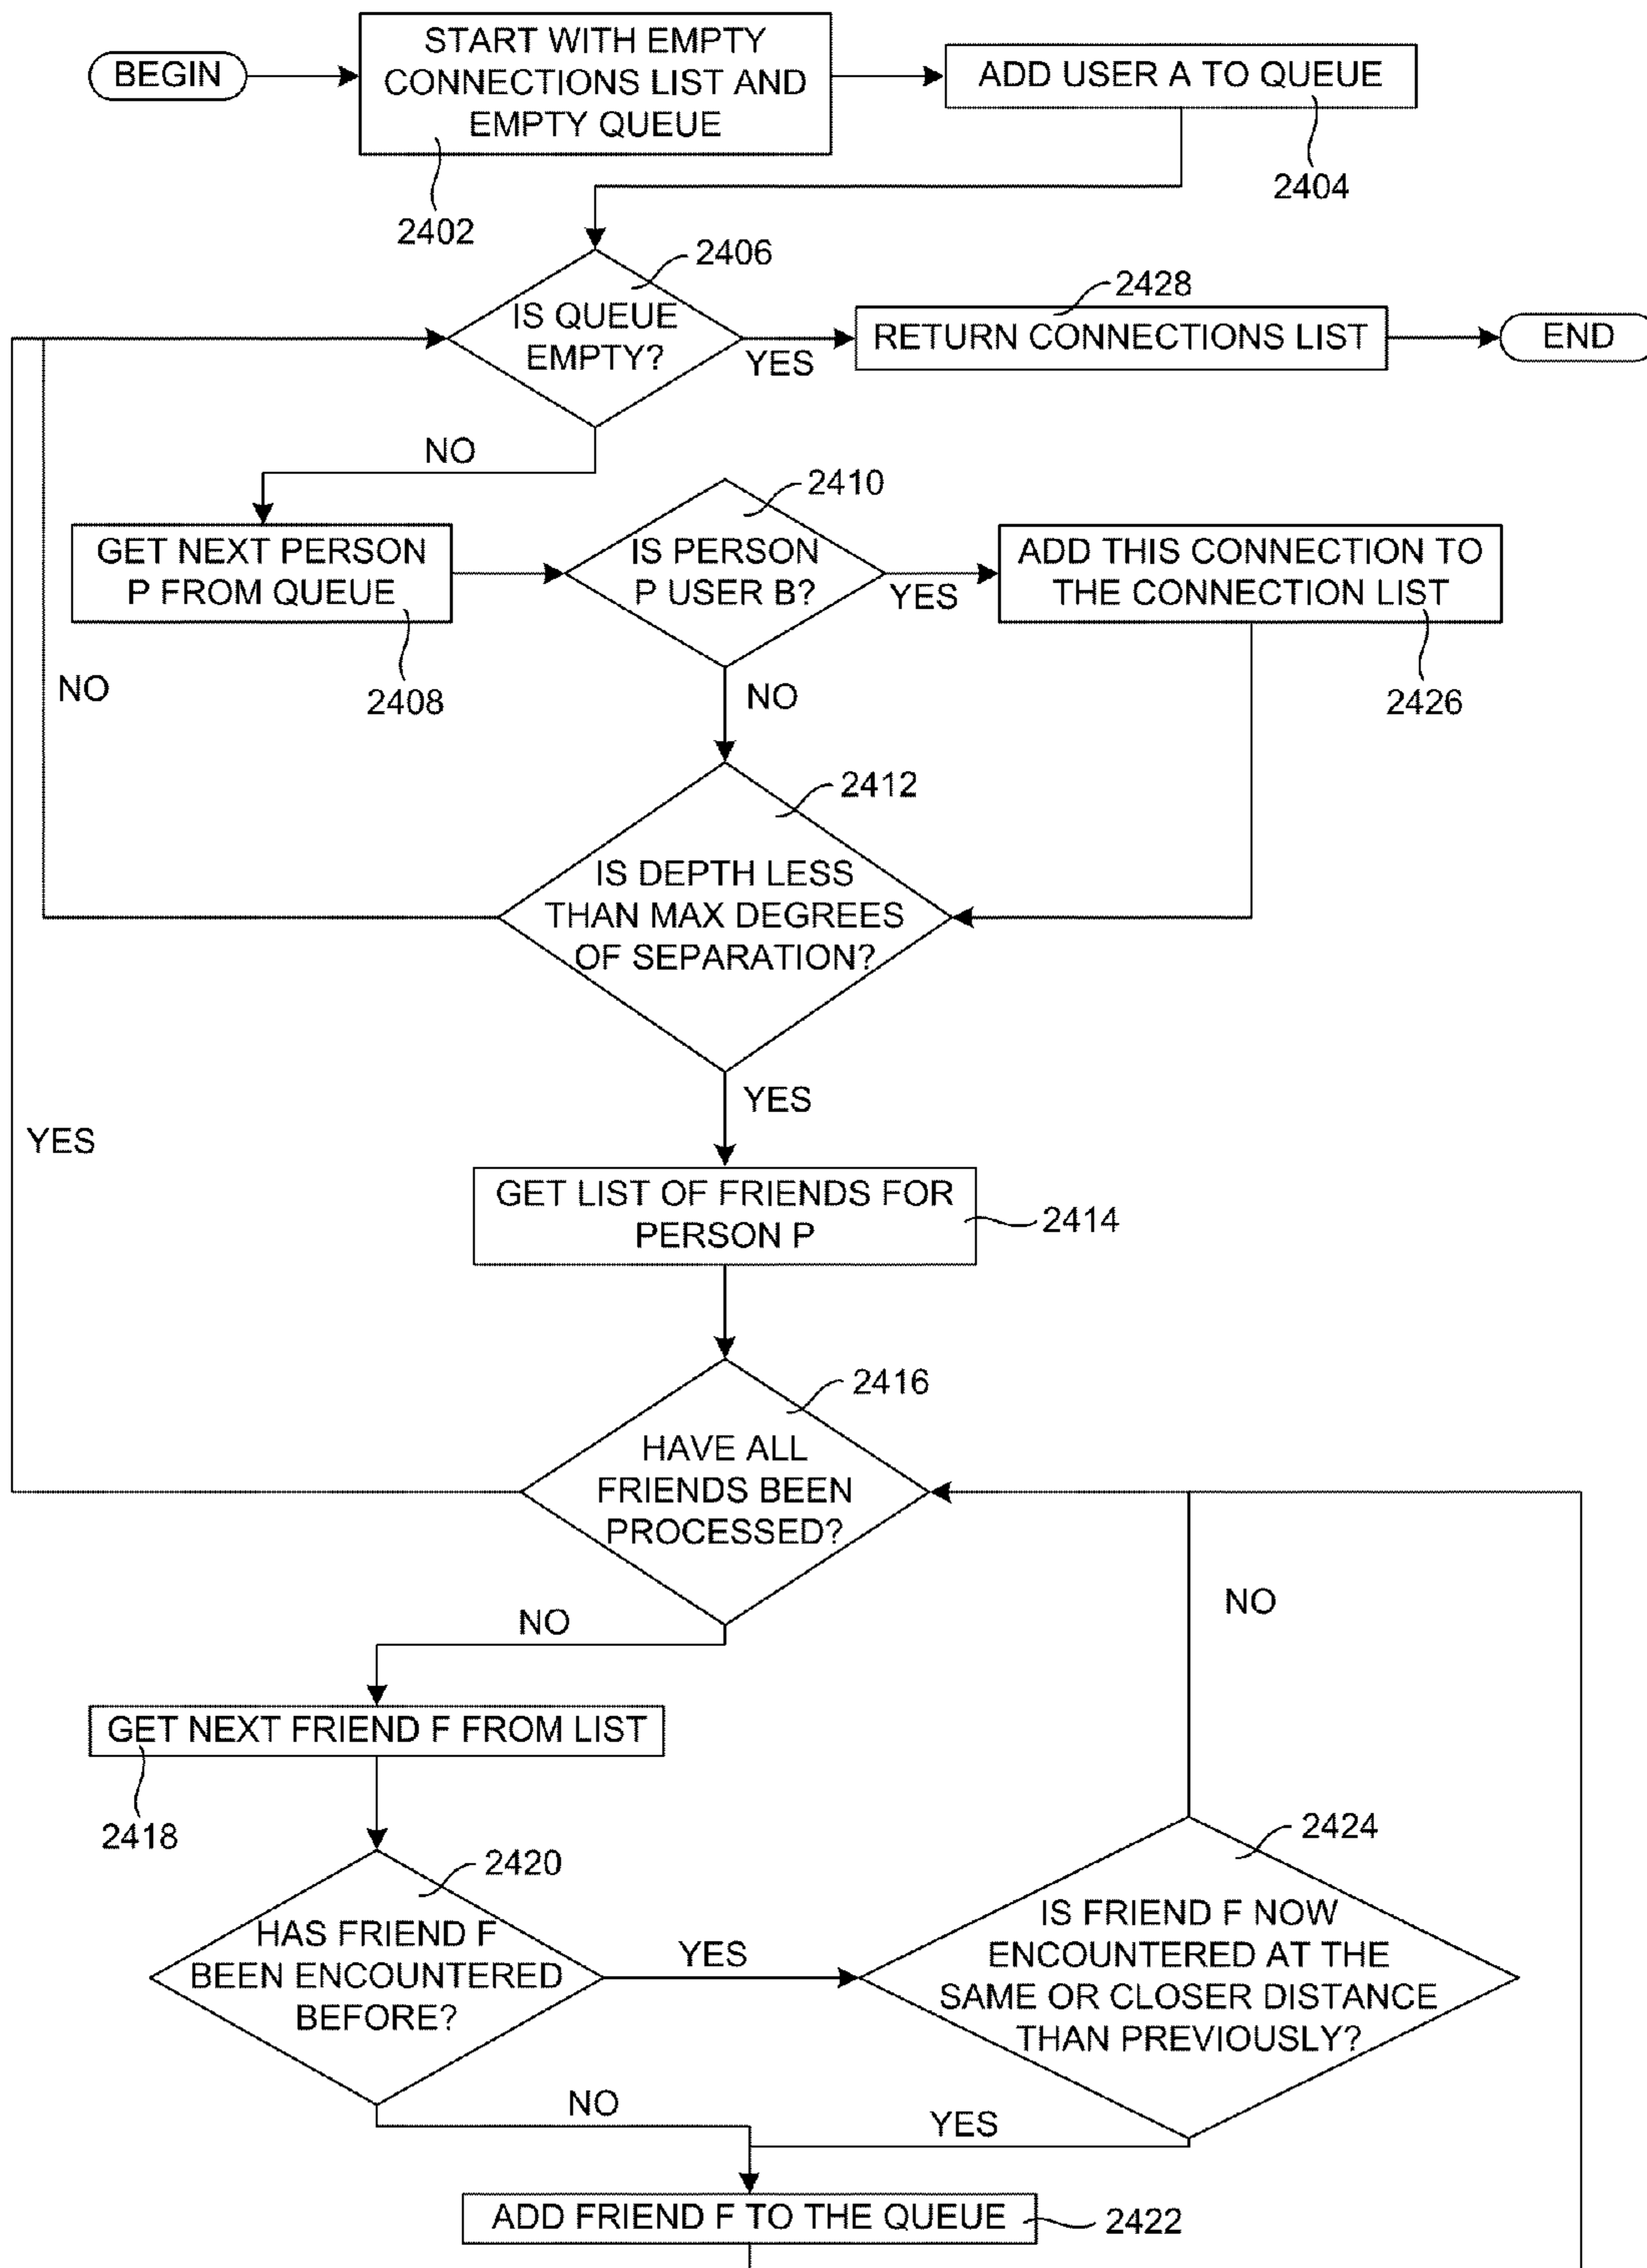 BEGIN
START WITH EMPTY
CONNECTIONS LIST AND
EMPTY QUEUE
2402
ADD USER A TO QUEUE
2404
2406
IS QUEUE
EMPTY?
YES
2428
RETURN CONNECTIONS LIST
END
NO
GET NEXT PERSON
P FROM QUEUE
2408
2410
IS PERSON
P USER B?
YES
ADD THIS CONNECTION TO
THE CONNECTION LIST
2426
NO
NO
2412
IS DEPTH LESS
THAN MAX DEGREES
OF SEPARATION?
YES
YES
GET LIST OF FRIENDS FOR
PERSON P
2414
2416
HAVE ALL
FRIENDS BEEN
PROCESSED?
NO
NO
GET NEXT FRIEND F FROM LIST
2418
2420
HAS FRIEND F
BEEN ENCOUNTERED
BEFORE?
YES
2424
IS FRIEND F NOW
ENCOUNTERED AT THE
SAME OR CLOSER DISTANCE
THAN PREVIOUSLY?
NO
YES
ADD FRIEND F TO THE QUEUE
2422